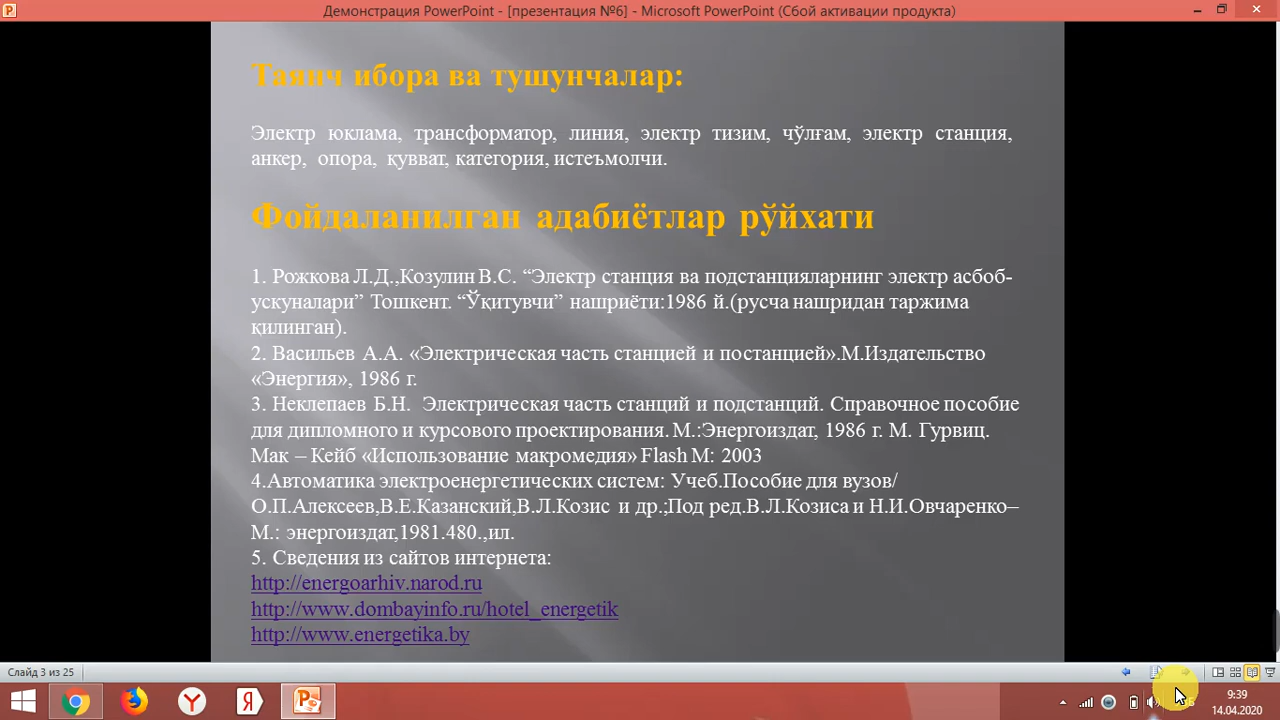 Демонстрация PowerPoint - [презентация №6] - Microsoft PowerPoint (Сбой активации продукта)
Таянч ибора ва тушунчалар:
Электр юклама, трансформатор, линия, электр тизим, чўлғам, электр станция,
анкер, опора, қувват, категория, истеъмолчи.
Фойдаланилган адабиётлар рўйхати
1. Рожкова Л.Д.,Козулин В.С. “Электр станция ва подстанцияларнинг электр асбоб-
ускуналари” Тошкент. “Ўқитувчи” нашриёти:1986 й.(русча нашридан таржима
қилинган).
2. Васильев А.А. «Электрическая часть станцией и постанцией».М.Издательство
«Энергия», 1986 г.
3. Неклепаев Б.Н. Электрическая часть станций и подстанций. Справочное пособие
для дипломного и курсового проектирования. М.:Энергоиздат, 1986 г. М. Гурвиц.
Мак – Кейб «Использование макромедия» Flash М: 2003
4.Автоматика электроенергетических систем: Учеб.Пособие для вузов/
О.П.Алексеев,В.Е.Казанский,В.Л.Козис и др.;Под ред.В.Л.Козиса и Н.И.Овчаренко–
М.: энергоиздат,1981.480.,ил.
5. Сведения из сайтов интернета:
http://energoarhiv.narod.ru
http://www.dombayinfo.ru/hotel_energetik
http://www.energetika.by
Слайд 3 из 25
9:39
14.04.2020